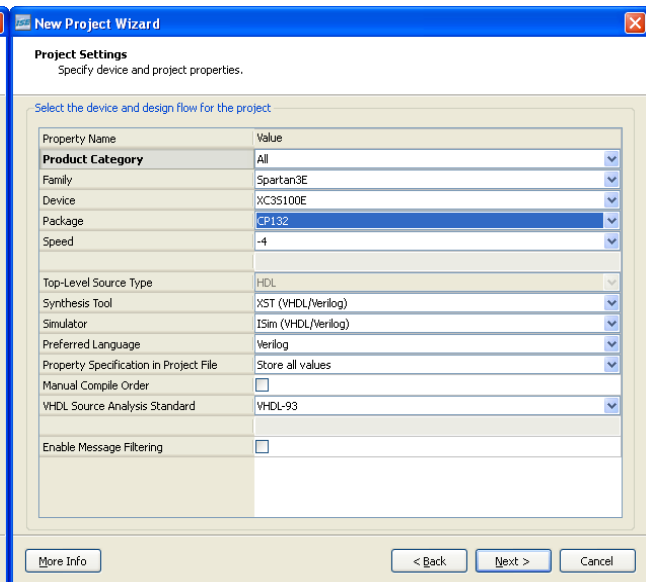 New Project Wizard
Project Settings
Specify device and project properties.
Select the device and design flow for the project
Property Name Value
Product Category All
Family Spartan3E
Device XC3S100E
Package CP132
Speed -4
Top-Level Source Type HDL
Synthesis Tool XST (VHDL/Verilog)
Simulator ISim (VHDL/Verilog)
Preferred Language Verilog
Property Specification in Project File Store all values
Manual Compile Order
VHDL Source Analysis Standard VHDL-93
Enable Message Filtering
More Info < Back Next > Cancel